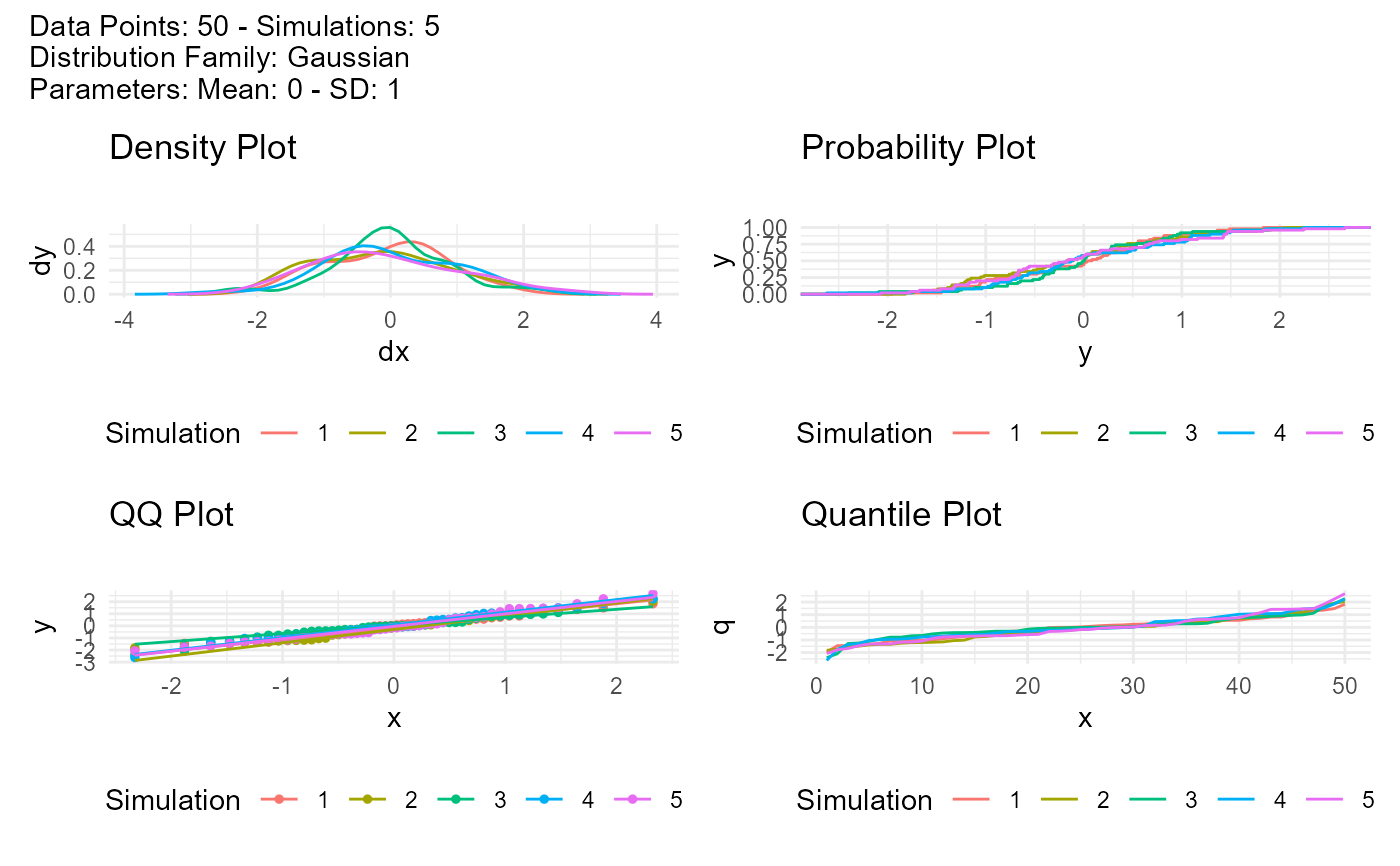 Data Points: 50 - Simulations: 5
Distribution Family: Gaussian
Parameters: Mean: 0 - SD: 1
Density Plot
dy
0.4
0.2
0.0
-4 -2 0 2 4
dx
Simulation 1 2 3 4 5
Probability Plot
y
1.00
0.75
0.50
0.25
0.00
-2 -1 0 1 2
y
Simulation 1 2 3 4 5
QQ Plot
y
2
1
0
-1
-2
-3
-2 -1 0 1 2
x
Simulation 1 2 3 4 5
Quantile Plot
q
2
1
0
-1
-2
0 10 20 30 40 50
x
Simulation 1 2 3 4 5